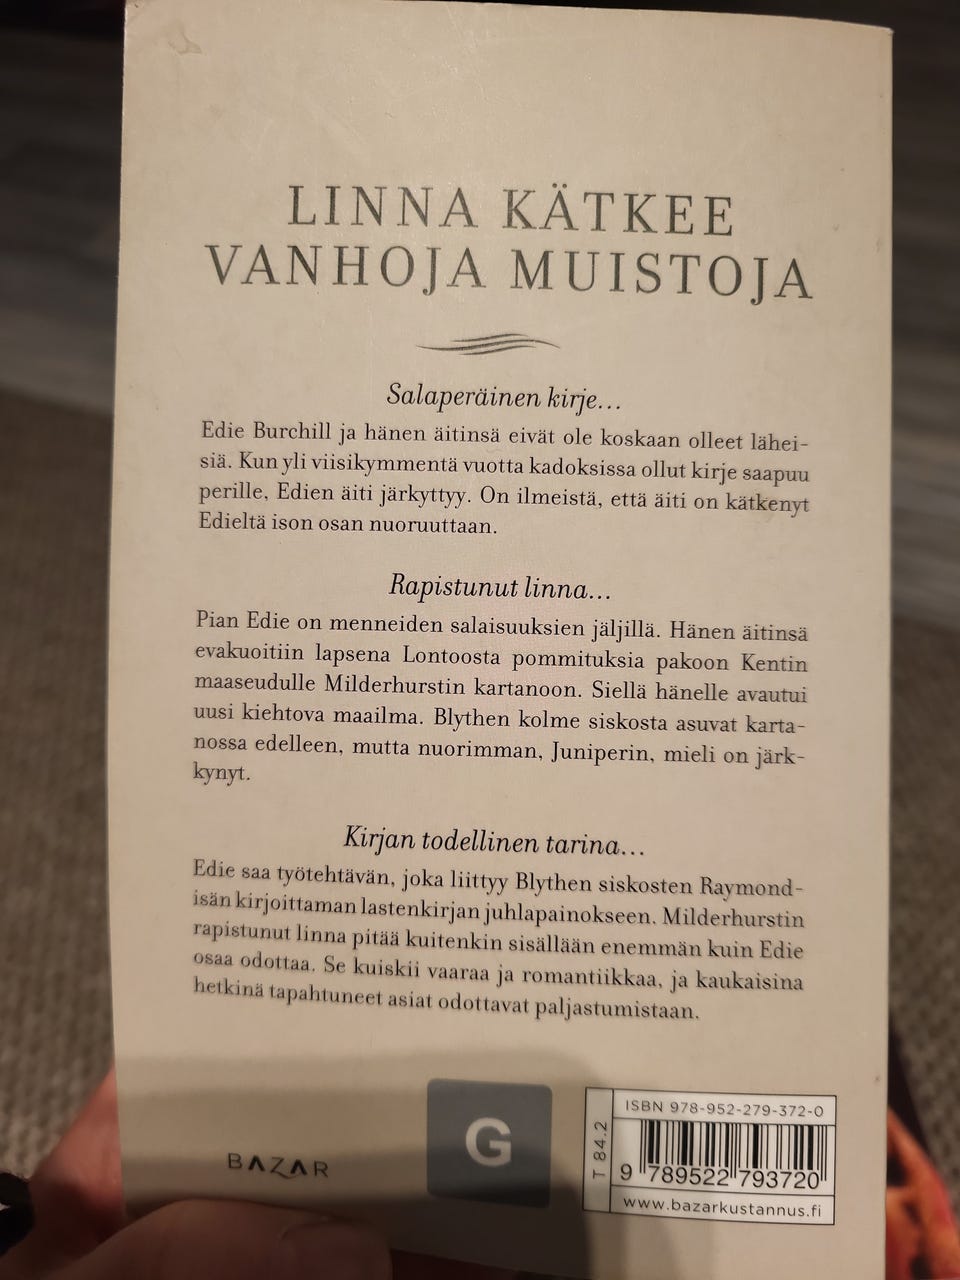 LINNA KÄTKEE
VANHOJA MUISTOJA
Salaperäinen kirje...
Edie Burchill ja hänen äitinsä eivät ole koskaan olleet lähei-
siä. Kun yli viisikymmentä vuotta kadoksissa ollut kirje saapuu
perille, Edien äiti järkyttyy. On ilmeistä, että äiti on kätkenyt
Edieltä ison osan nuoruuttaan.
Rapistunut linna...
Pian Edie on menneiden salaisuuksien jäljillä. Hänen äitinsä
evakuoitiin lapsena Lontoosta pommituksia pakoon Kentin
maaseudulle Milderhurstin kartanoon. Siellä hänelle avautui
uusi kiehtova maailma. Blythen kolme siskosta asuvat karta-
nossa edelleen, mutta nuorimman, Juniperin, mieli on järk-
kynyt.
Kirjan todellinen tarina...
Edie saa työtehtävän, joka liittyy Blythen siskosten Raymond-
isän kirjoittaman lastenkirjan juhlapainokseen. Milderhurstin
rapistunut linna pitää kuitenkin sisällään enemmän kuin Edie
osaa odottaa. Se kuiskii vaaraa ja romantiikkaa, ja kaukaisina
hetkinä tapahtuneet asiat odottavat paljastumistaan.
BAZAR
G
T 84.2
ISBN 978-952-279-372-0
9 789522 793720
www.bazarkustannus.fi